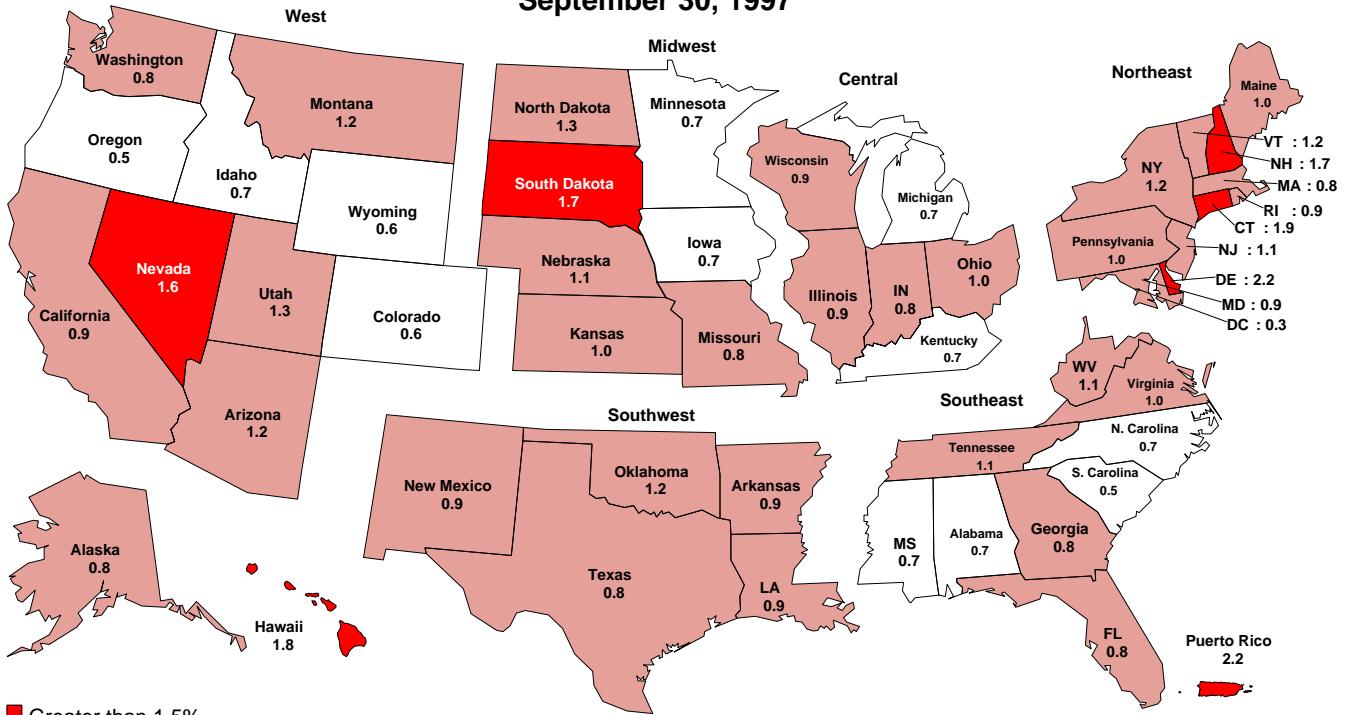 September 30, 1997
West
Midwest
Central
Northeast
Washington
0.8
Oregon
0.5
Idaho
0.7
Montana
1.2
Wyoming
0.6
Nevada
1.6
Utah
1.3
Colorado
0.6
California
0.9
Arizona
1.2
Alaska
0.8
Hawaii
1.8
North Dakota
1.3
South Dakota
1.7
Nebraska
1.1
Kansas
1.0
Minnesota
0.7
Iowa
0.7
Missouri
0.8
Wisconsin
0.9
Michigan
0.7
Illinois
0.9
IN
0.8
Ohio
1.0
Kentucky
0.7
Maine
1.0
VT : 1.2
NH : 1.7
MA : 0.8
RI : 0.9
CT : 1.9
NJ : 1.1
DE : 2.2
MD : 0.9
DC : 0.3
NY
1.2
Pennsylvania
1.0
Southwest
New Mexico
0.9
Oklahoma
1.2
Arkansas
0.9
Texas
0.8
LA
0.9
Southeast
WV
1.1
Virginia
1.0
Tennessee
1.1
N. Carolina
0.7
S. Carolina
0.5
MS
0.7
Alabama
0.7
Georgia
0.8
FL
0.8
Puerto Rico
2.2
Greater than 1.5%